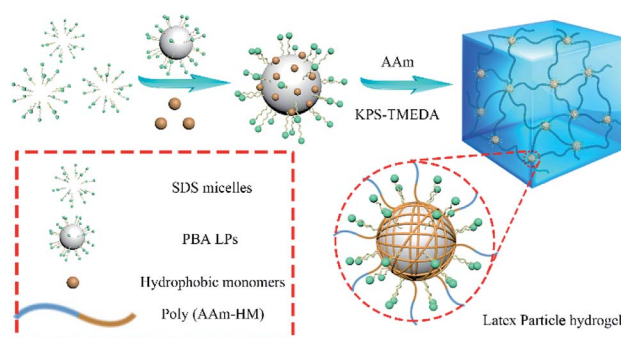 AAm
KPS-TMEDA
SDS micelles
PBA LPs
Hydrophobic monomers
Poly (AAm-HM)
Latex Particle hydrogel